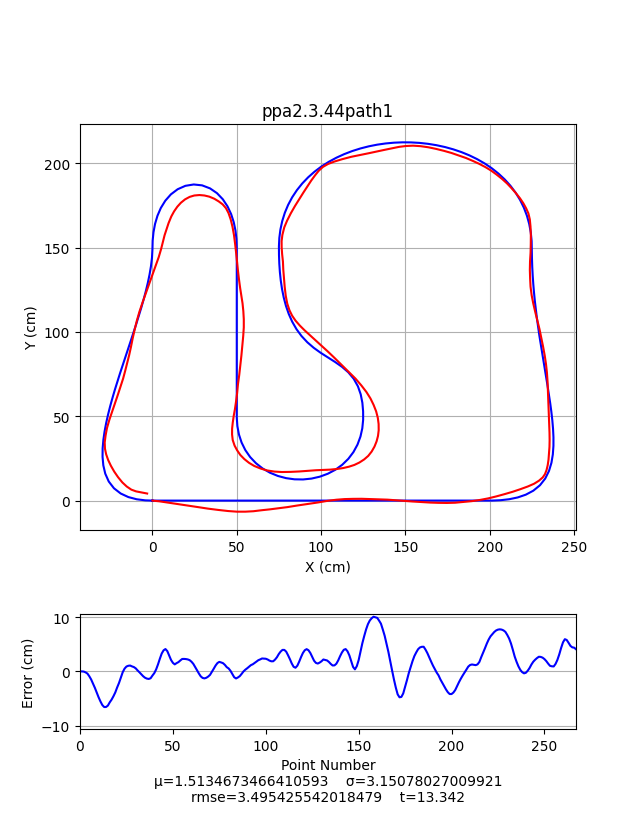 ppa2.3.44path1
200
150
100
50
0
Y (cm)
0 50 100 150 200 250
X (cm)
10
0
−10
Error (cm)
0 50 100 150 200 250
Point Number
μ=1.5134673466410593 σ=3.15078027009921
rmse=3.495425542018479 t=13.342